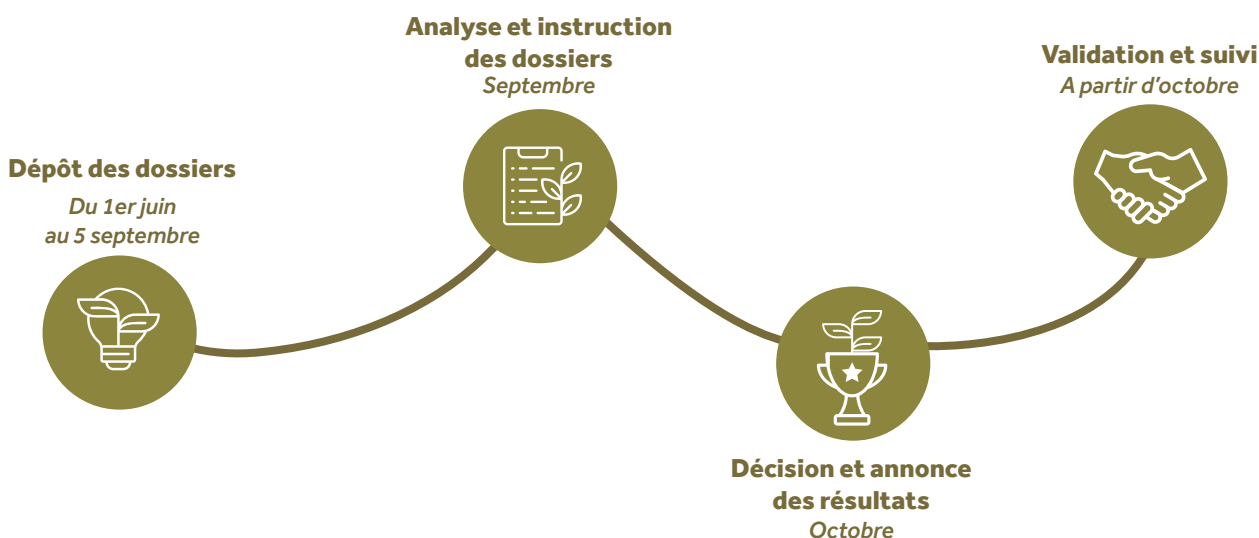 Dépôt des dossiers
Du 1er juin
au 5 septembre
Analyse et instruction
des dossiers
Septembre
Décision et annonce
des résultats
Octobre
Validation et suivi
A partir d'octobre